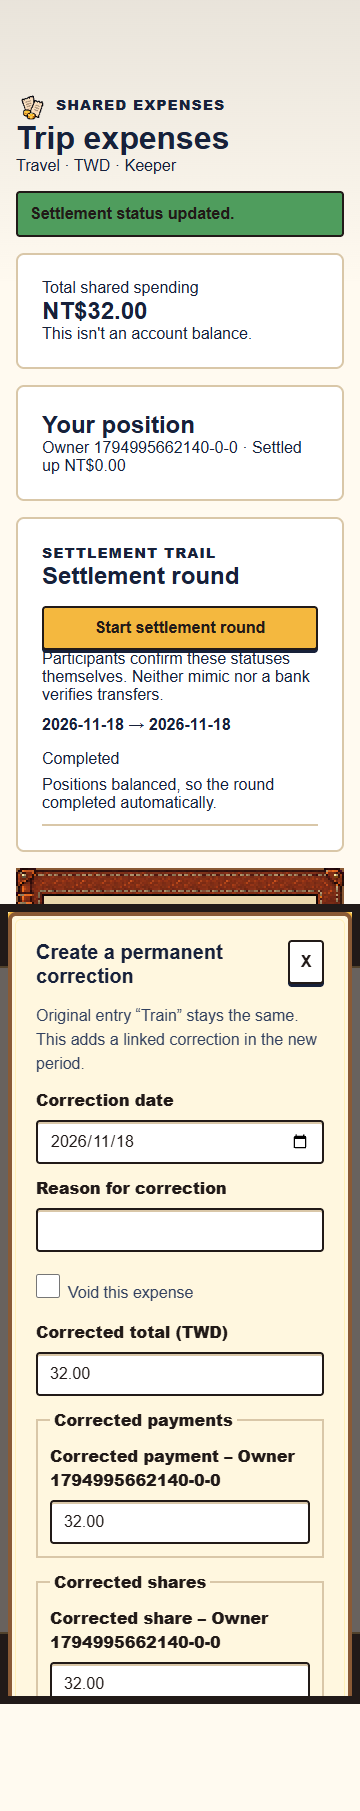 SHARED EXPENSES
Trip expenses
Travel · TWD · Keeper
Settlement status updated.
Total shared spending
NT$32.00
This isn't an account balance.
Your position
Owner 1794995662140-0-0 · Settled
up NT$0.00
SETTLEMENT TRAIL
Settlement round
Start settlement round
Participants confirm these statuses
themselves. Neither mimic nor a bank
verifies transfers.
2026-11-18 → 2026-11-18
Completed
Positions balanced, so the round
completed automatically.
Create a permanent
correction
X
Original entry “Train” stays the same.
This adds a linked correction in the new
period.
Correction date
2026/11/18
Reason for correction
Void this expense
Corrected total (TWD)
32.00
Corrected payments
Corrected payment – Owner
1794995662140-0-0
32.00
Corrected shares
Corrected share – Owner
1794995662140-0-0
32.00